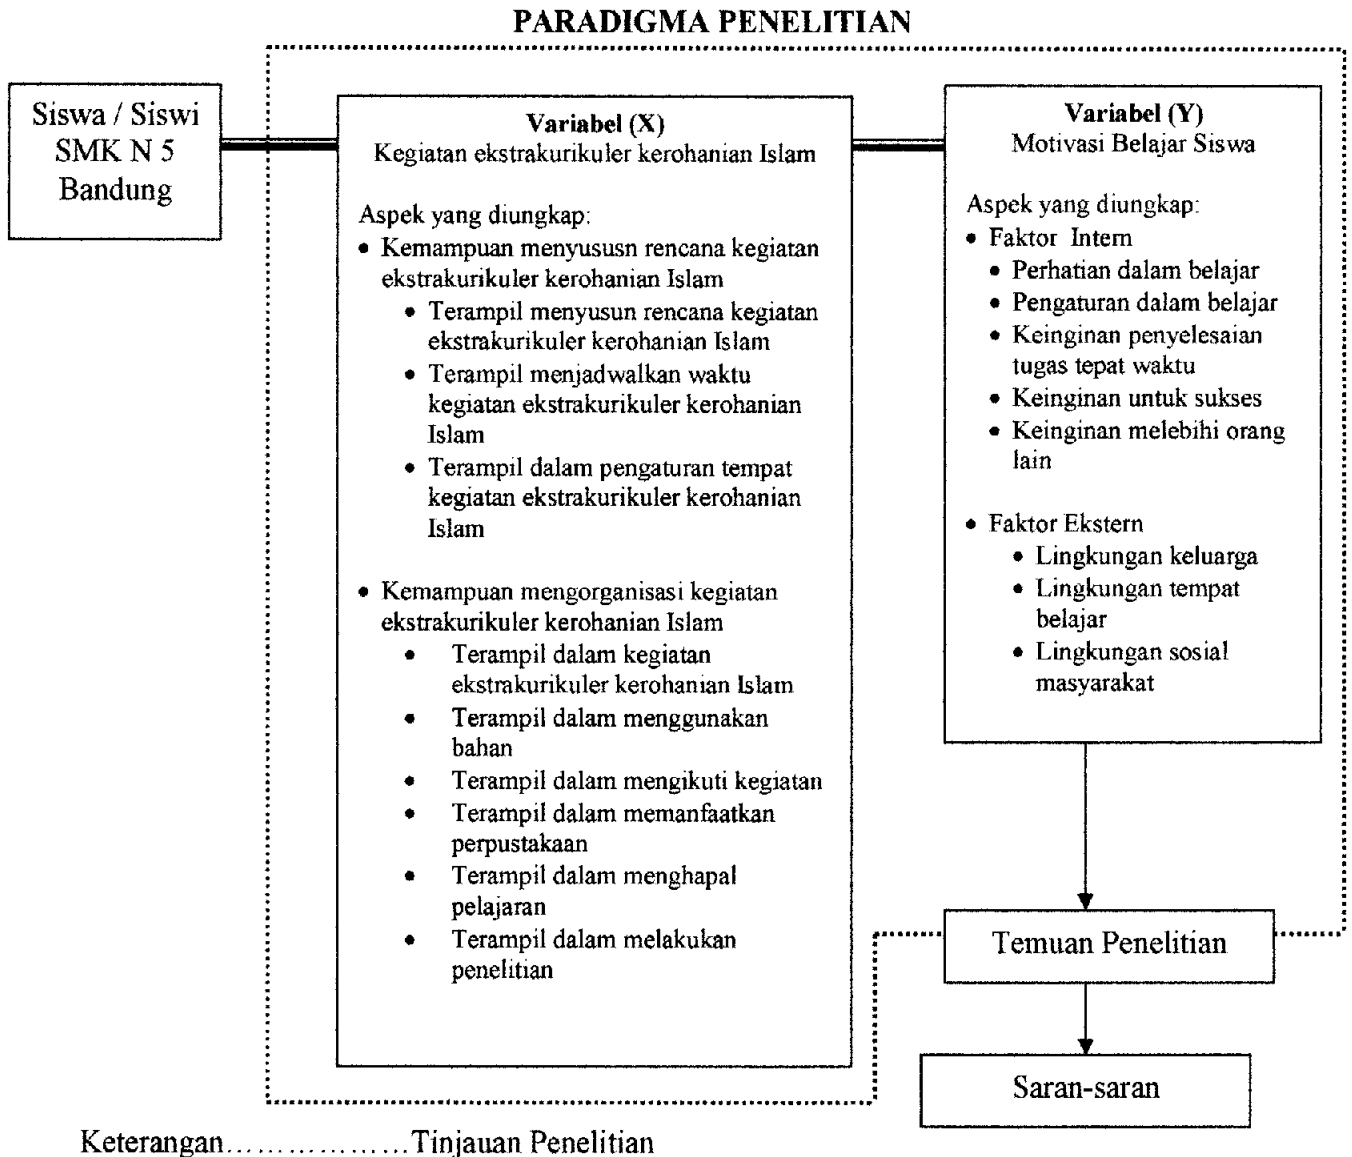 PARADIGMA PENELITIAN
Siswa / Siswi
SMK N 5
Bandung
Variabel (X)
Kegiatan ekstrakurikuler kerohanian Islam
Aspek yang diungkap:
• Kemampuan menyususn rencana kegiatan
ekstrakurikuler kerohanian Islam
• Terampil menyusun rencana kegiatan
ekstrakurikuler kerohanian Islam
• Terampil menjadwalkan waktu
kegiatan ekstrakurikuler kerohanian
Islam
• Terampil dalam pengaturan tempat
kegiatan ekstrakurikuler kerohanian
Islam
• Kemampuan mengorganisasi kegiatan
ekstrakurikuler kerohanian Islam
• Terampil dalam kegiatan
ekstrakurikuler kerohanian Islam
• Terampil dalam menggunakan
bahan
• Terampil dalam mengikuti kegiatan
• Terampil dalam memanfaatkan
perpustakaan
• Terampil dalam menghapal
pelajaran
• Terampil dalam melakukan
penelitian
Variabel (Y)
Motivasi Belajar Siswa
Aspek yang diungkap:
• Faktor Intern
• Perhatian dalam belajar
• Pengaturan dalam belajar
• Keinginan penyelesaian
tugas tepat waktu
• Keinginan untuk sukses
• Keinginan melebihi orang
lain
• Faktor Ekstern
• Lingkungan keluarga
• Lingkungan tempat
belajar
• Lingkungan sosial
masyarakat
Temuan Penelitian
Saran-saran
Keterangan..................Tinjauan Penelitian